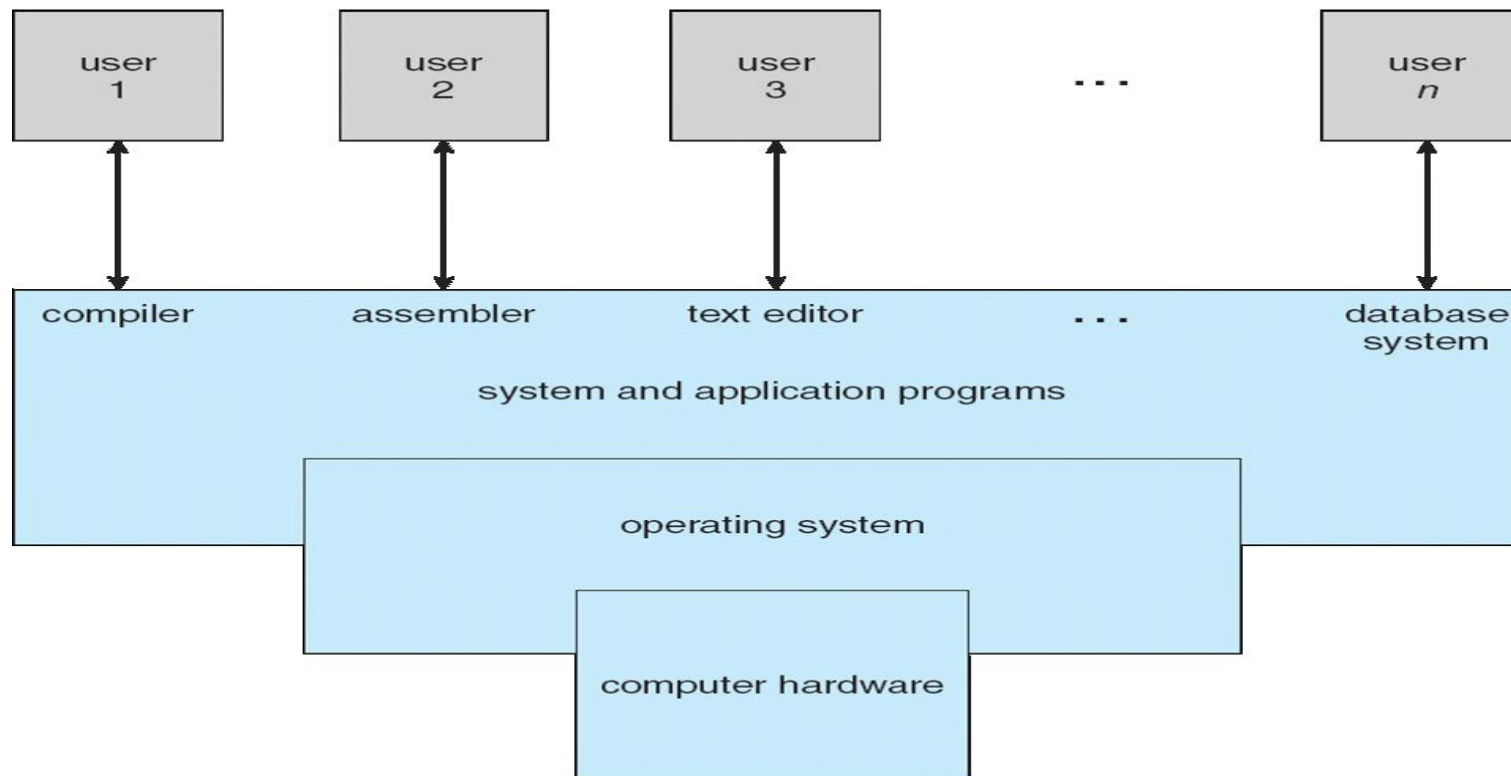 user
1
user
2
user
3
...
user
n
compiler
assembler
text editor
...
database
system
system and application programs
operating system
computer hardware